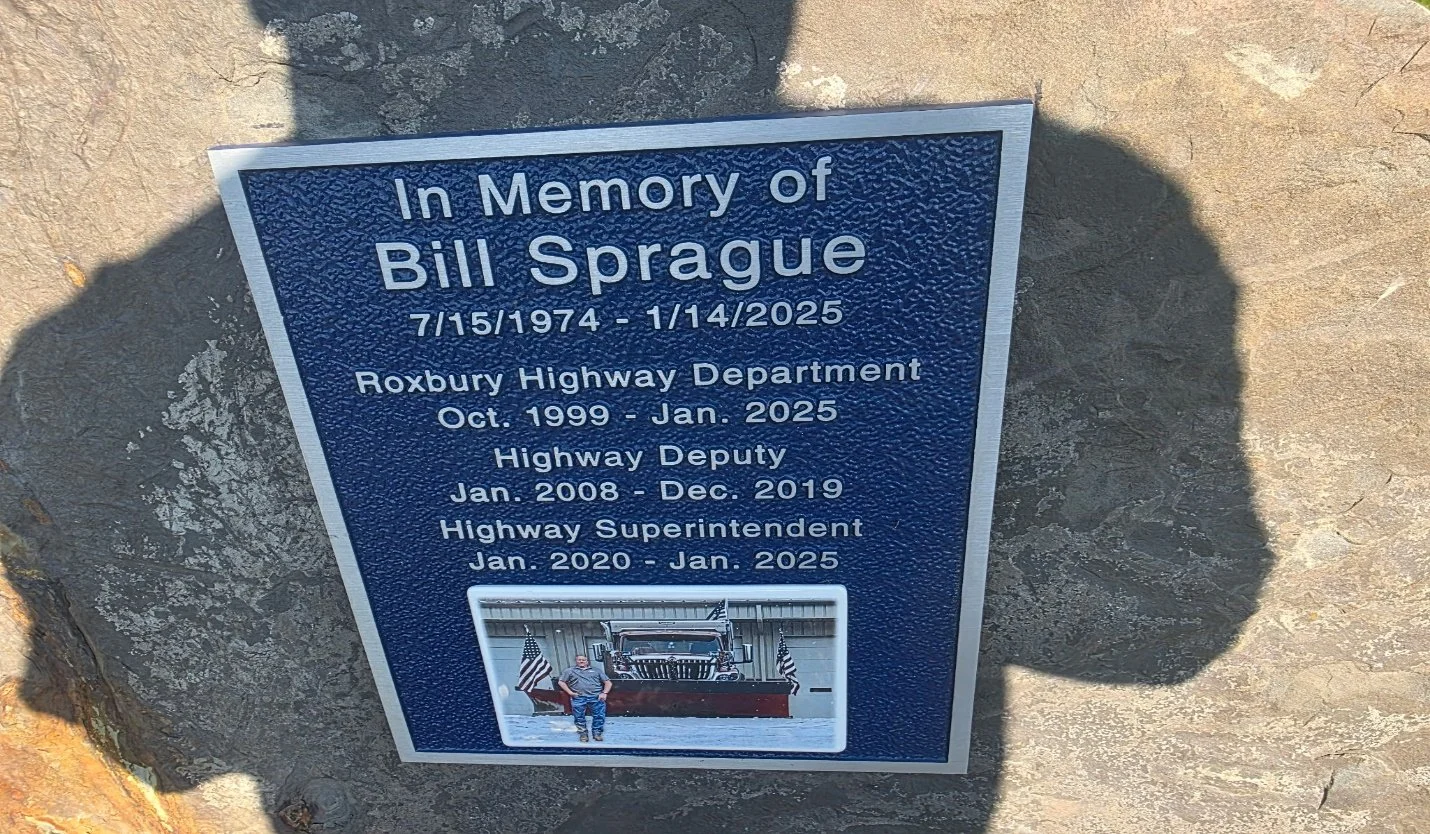 In Memory of
Bill Sprague
7/15/1974 - 1/14/2025
Roxbury Highway Department
Oct. 1999 - Jan. 2025
Highway Deputy
Jan. 2008 - Dec. 2019
Highway Superintendent
Jan. 2020 - Jan. 2025